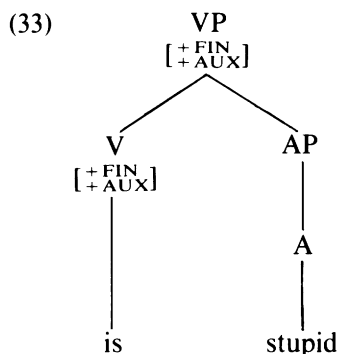 (33) VP
[+ FIN
+ AUX]
V AP
[+ FIN
+ AUX]
A
is stupid